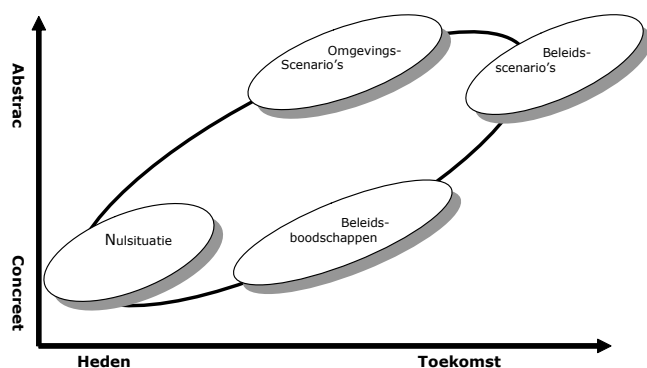 Omgevings-
Scenario's
Beleids-
scenario's
Abstrac
Nulsituatie
Beleids-
boodschappen
Concreet
Heden
Toekomst